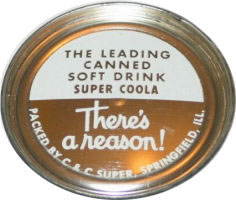 THE LEADING
CANNED
SOFT DRINK
SUPER COOLA
There's
a reason!
PACKED BY C & C SUPER, SPRINGFIELD, ILL.